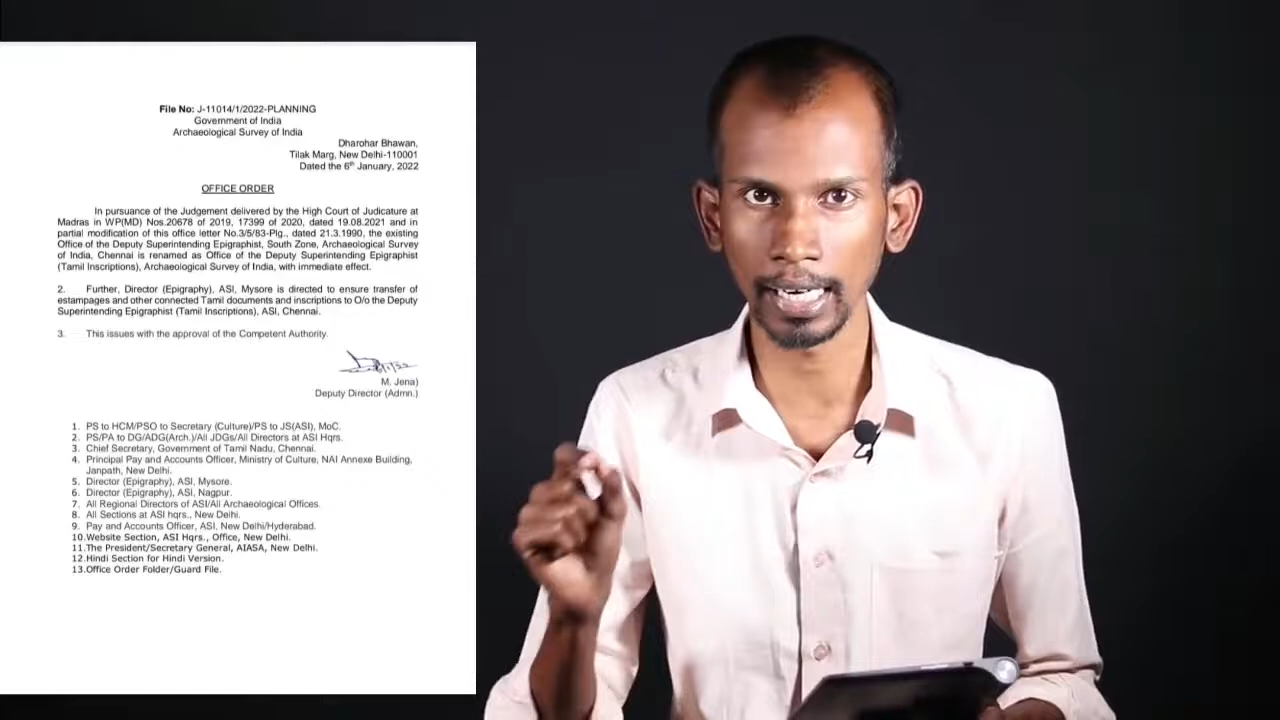 File No: J-11014/1/2022-PLANNING
Government of India
Archaeological Survey of India
Dharohar Bhawan,
Tilak Marg, New Delhi-110001
Dated the 6th January, 2022
OFFICE ORDER
In pursuance of the Judgement delivered by the High Court of Judicature at
Madras in WP(MD) Nos.20678 of 2019, 17399 of 2020, dated 19.08.2021 and in
partial modification of this office letter No.3/5/83-Plg., dated 21.3.1990, the existing
Office of the Deputy Superintending Epigraphist, South Zone, Archaeological Survey
of India, Chennai is renamed as Office of the Deputy Superintending Epigraphist
(Tamil Inscriptions), Archaeological Survey of India, with immediate effect.
2. Further, Director (Epigraphy), ASI, Mysore is directed to ensure transfer of
estampages and other connected Tamil documents and inscriptions to O/o the Deputy
Superintending Epigraphist (Tamil Inscriptions), ASI, Chennai.
3. This issues with the approval of the Competent Authority.
M. Jena)
Deputy Director (Admn.)
1. PS to HCM/PSO to Secretary (Culture)/PS to JS(ASI), MoC.
2. PS/PA to DG/ADG(Arch.)/All JDGs/All Directors at ASI Hqrs.
3. Chief Secretary, Government of Tamil Nadu, Chennai.
4. Principal Pay and Accounts Officer, Ministry of Culture, NAI Annexe Building,
Janpath, New Delhi.
5. Director (Epigraphy), ASI, Mysore.
6. Director (Epigraphy), ASI, Nagpur.
7. All Regional Directors of ASI/All Archaeological Offices.
8. All Sections at ASI hqrs., New Delhi.
9. Pay and Accounts Officer, ASI, New Delhi/Hyderabad.
10.Website Section, ASI Hqrs., Office, New Delhi.
11.The President/Secretary General, AIASA, New Delhi.
12.Hindi Section for Hindi Version.
13.Office Order Folder/Guard File.